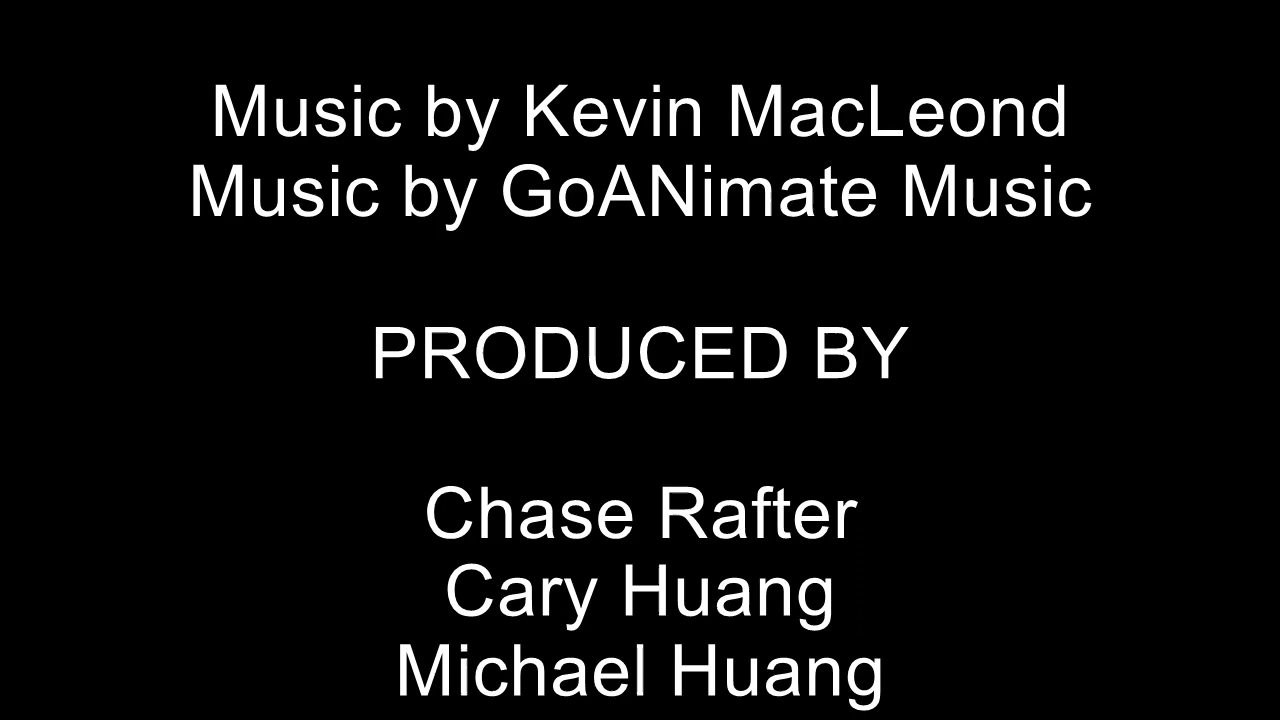 Music by Kevin MacLeond
Music by GoANimate Music
PRODUCED BY
Chase Rafter
Cary Huang
Michael Huang